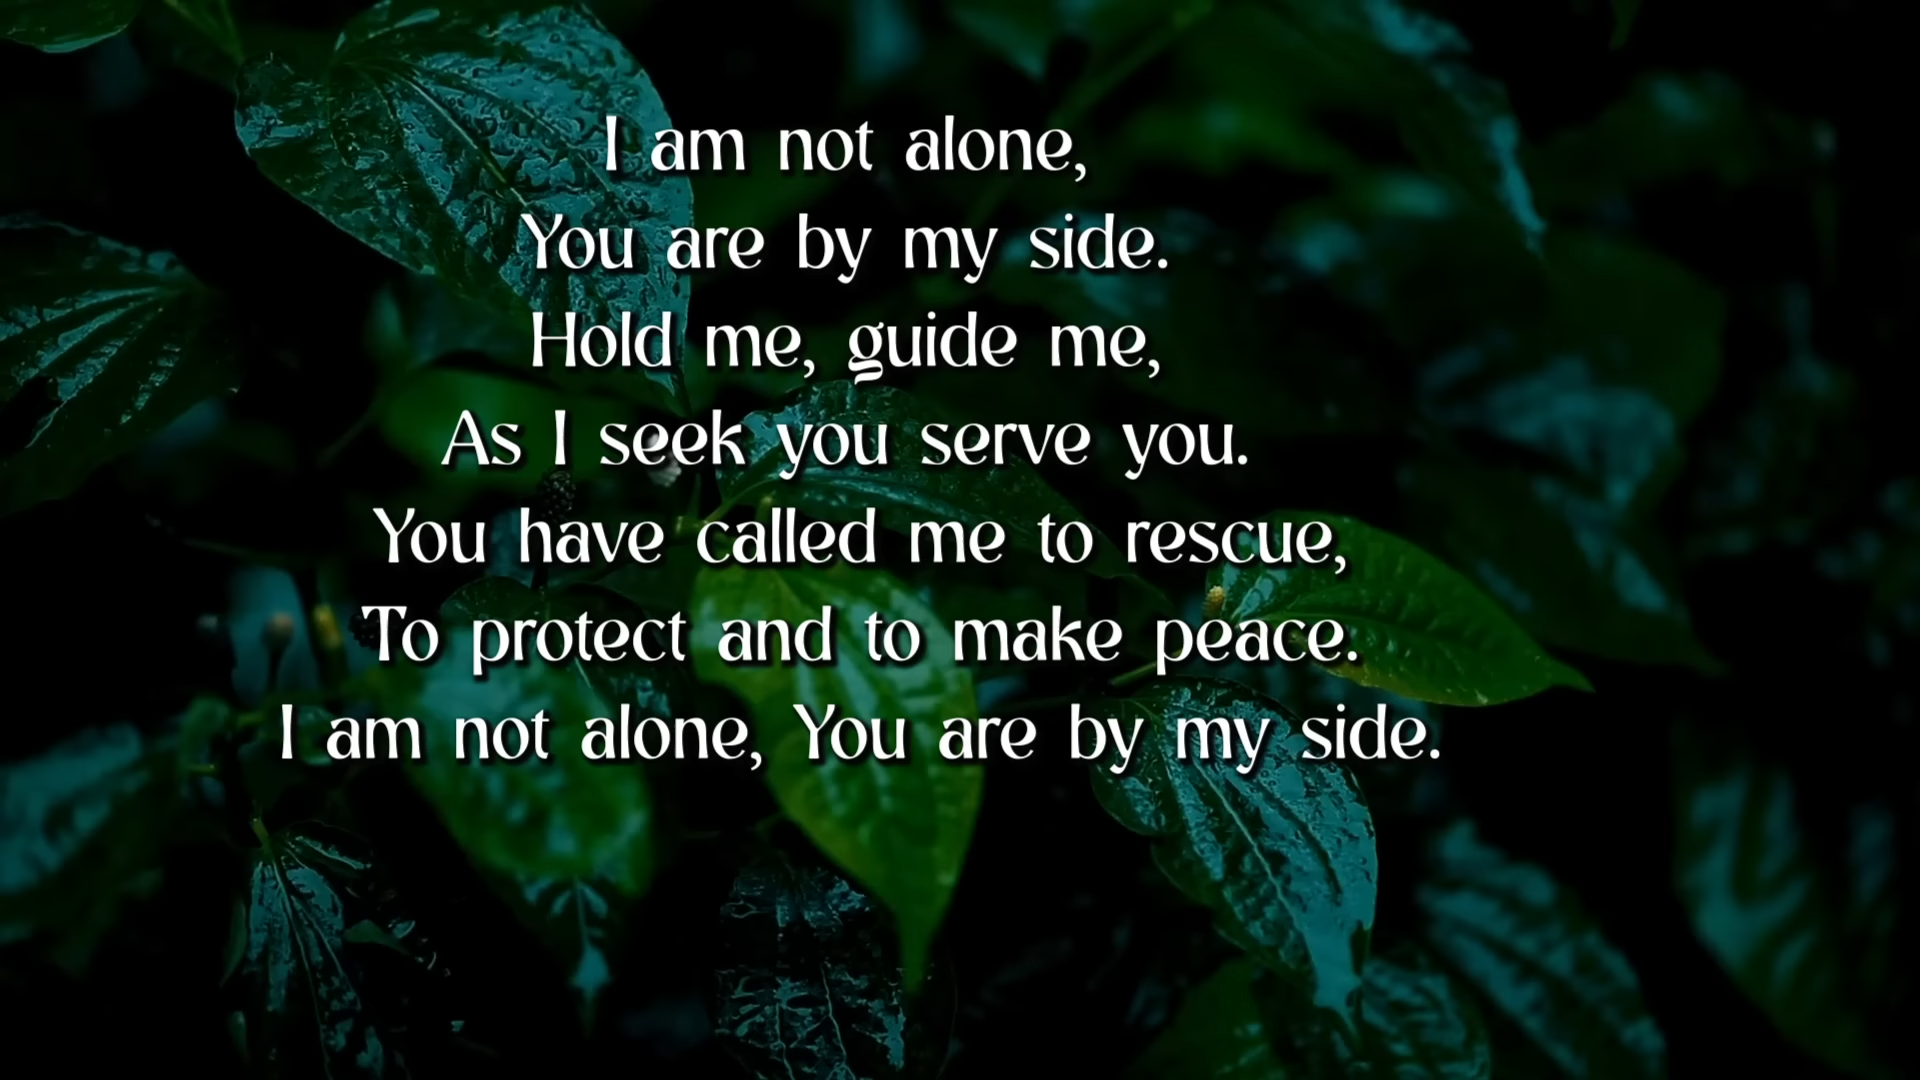 I am not alone,
You are by my side.
Hold me, guide me,
As I seek you serve you.
You have called me to rescue,
To protect and to make peace.
I am not alone, You are by my side.